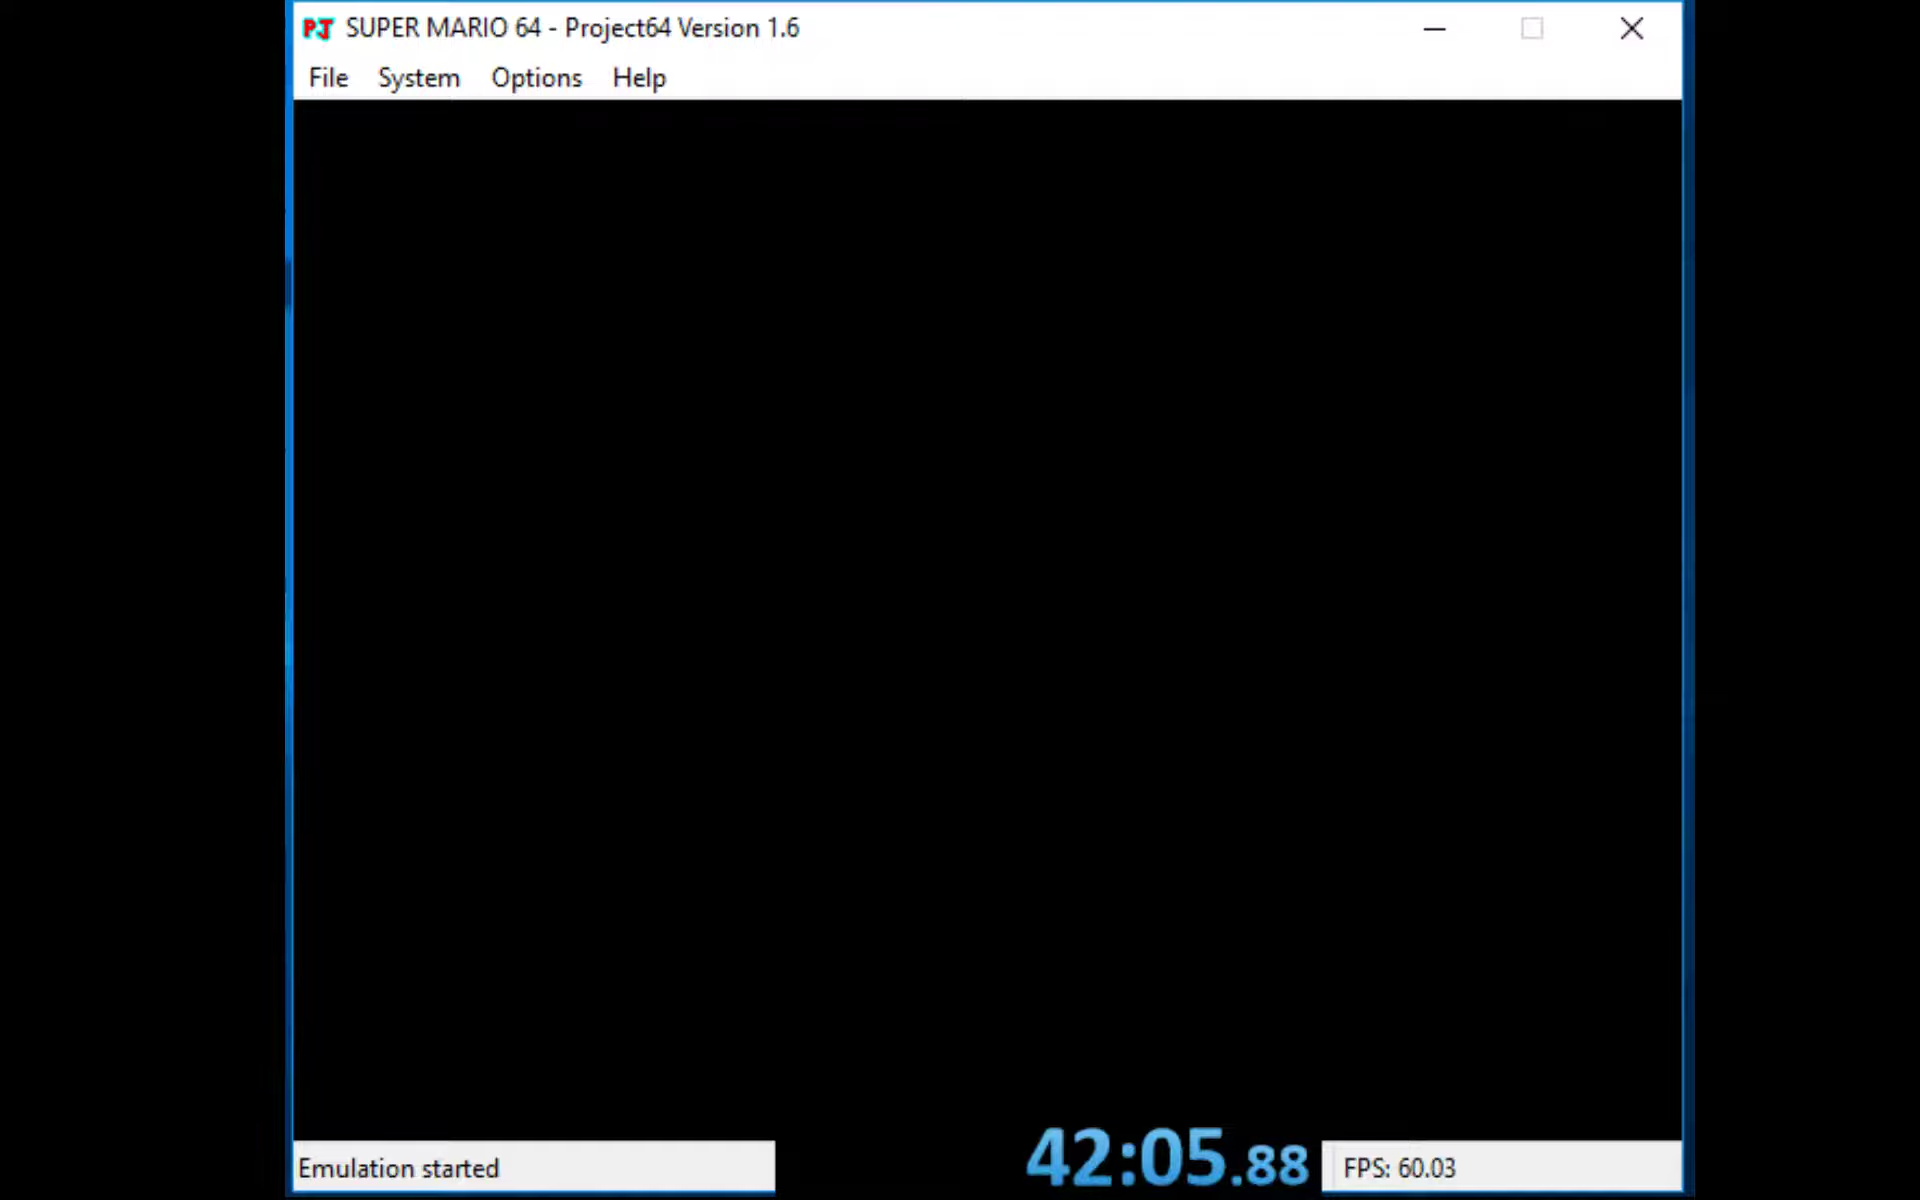 SUPER MARIO 64 - Project64 Version 1.6
File System Options Help
Emulation started
42:05.88
FPS: 60.03